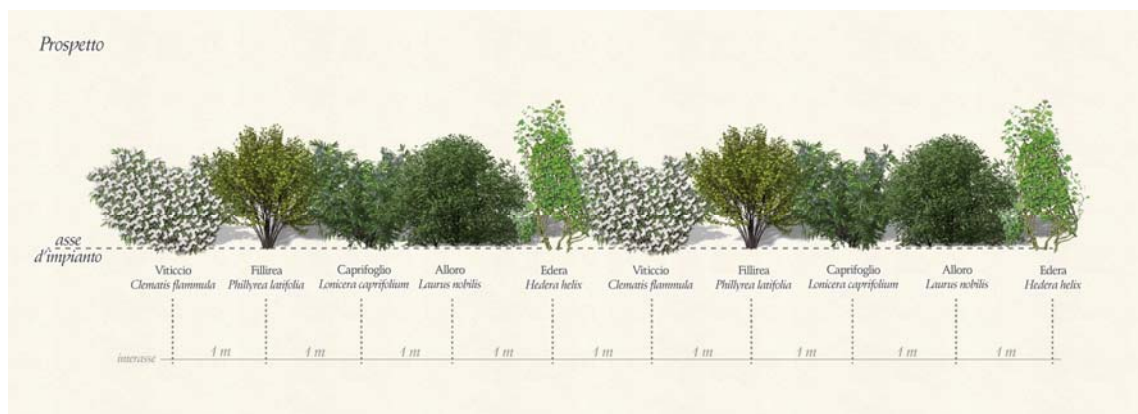 Prospetto
asse
d'impianto
Viticcio Fillirea Caprifoglio Alloro Edera Viticcio Fillirea Caprifoglio Alloro Edera
Clematis flammula Phillyrea latifolia Lonicera caprifolium Laurus nobilis Hedera helix Clematis flammula Phillyrea latifolia Lonicera caprifolium Laurus nobilis Hedera helix
interasse 1 m 1 m 1 m 1 m 1 m 1 m 1 m 1 m 1 m